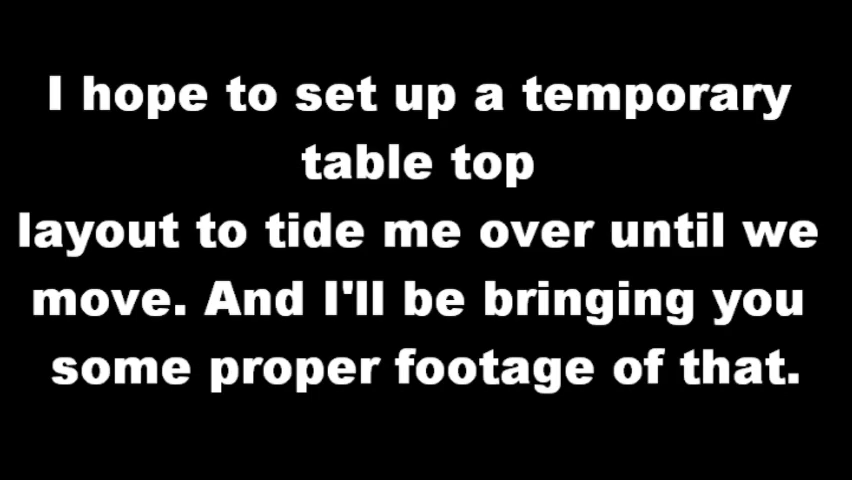 I hope to set up a temporary
table top
layout to tide me over until we
move. And I'll be bringing you
some proper footage of that.